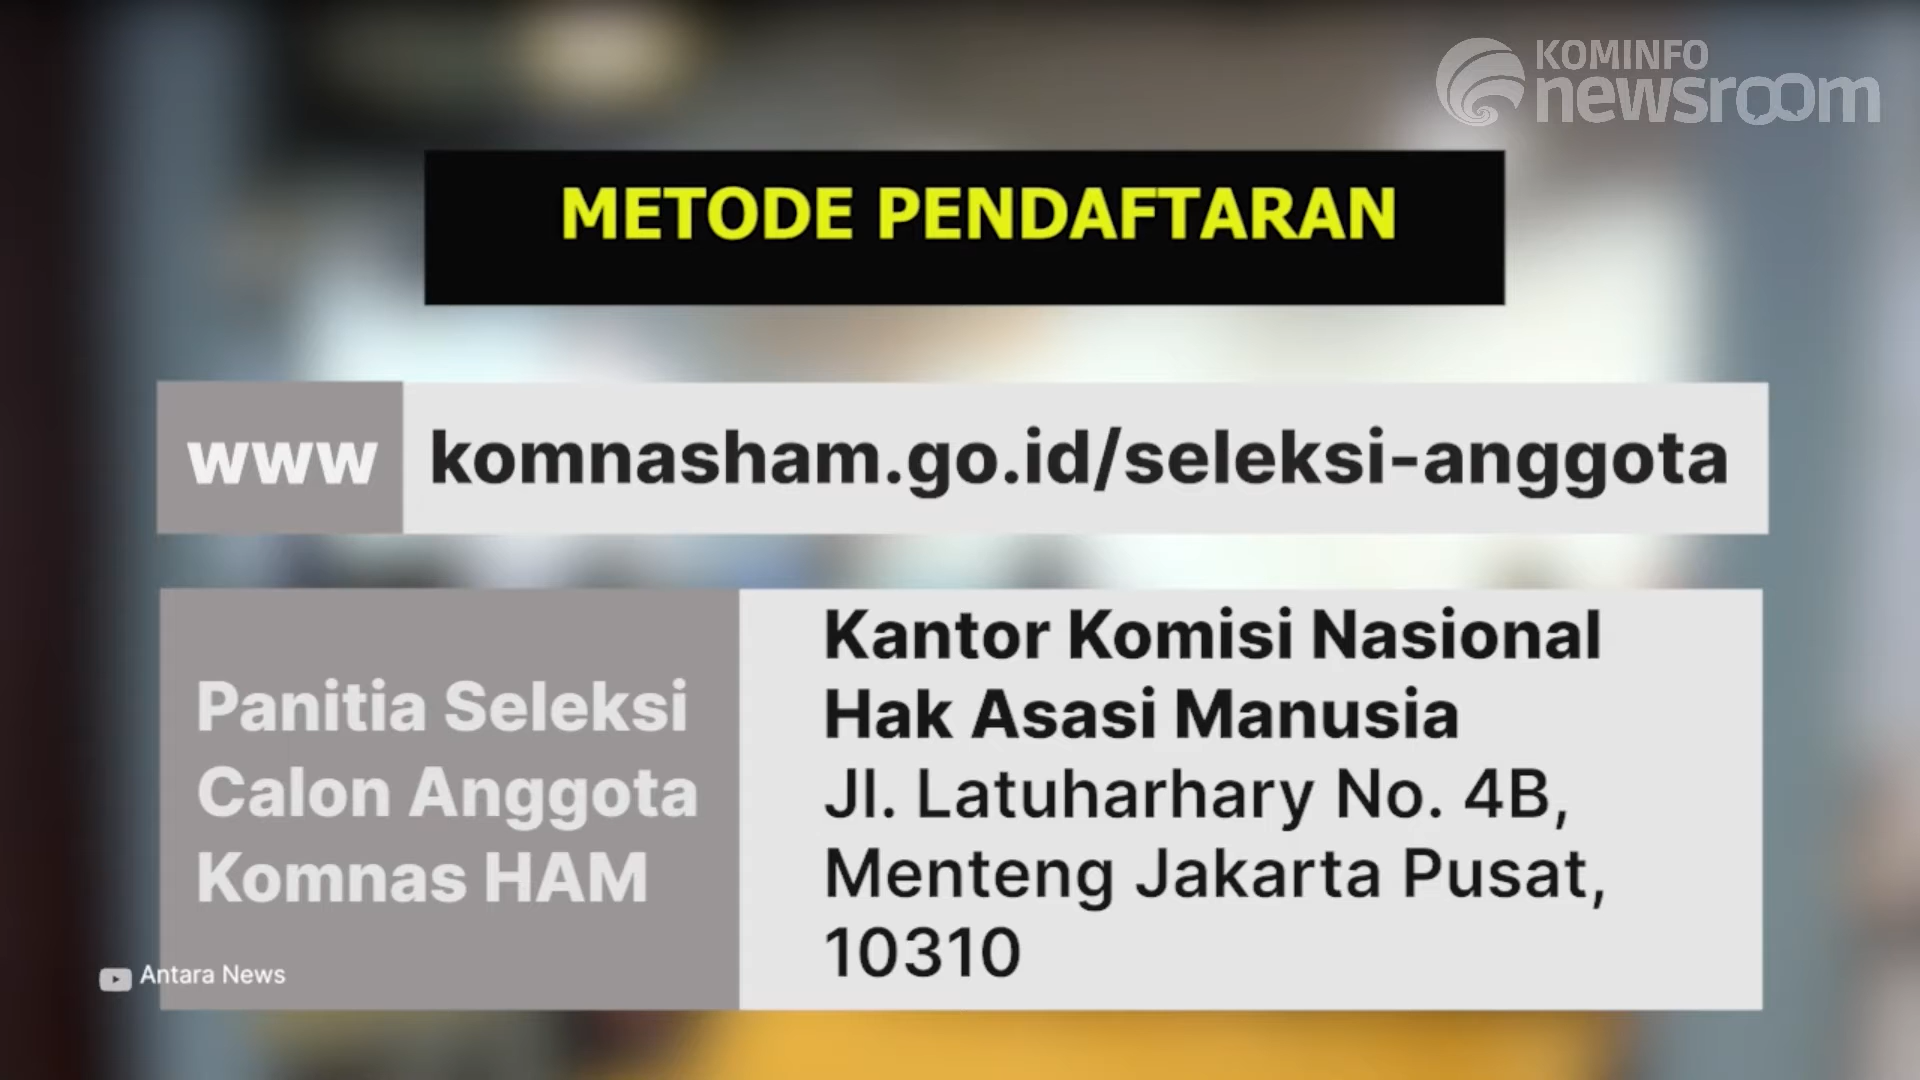 KOMINFO
newsroom
METODE PENDAFTARAN
www komnasham.go.id/seleksi-anggota
Panitia Seleksi
Calon Anggota
Komnas HAM
Kantor Komisi Nasional
Hak Asasi Manusia
Jl. Latuharhary No. 4B,
Menteng Jakarta Pusat,
10310
Antara News